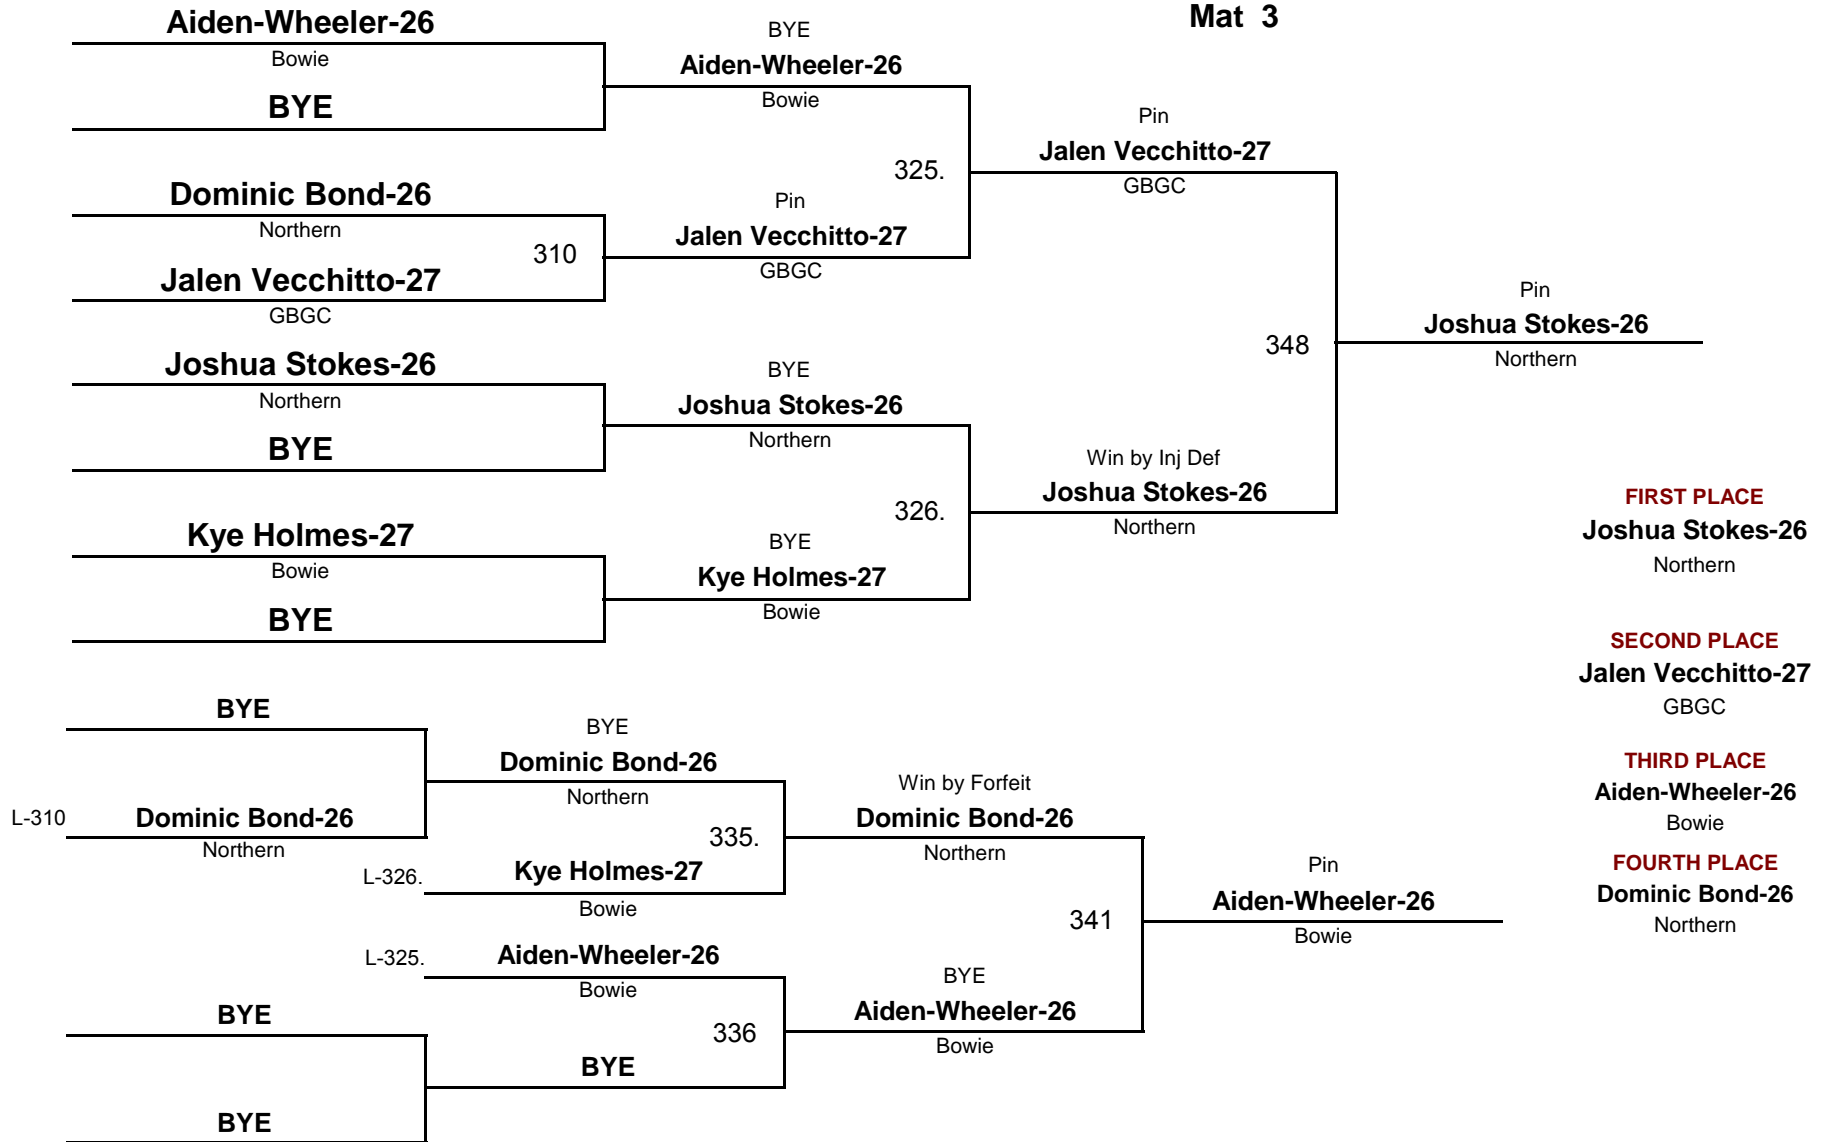 Mat 3
Aiden-Wheeler-26
Bowie
BYE
Dominic Bond-26
Northern
310
Jalen Vecchitto-27
GBGC
Joshua Stokes-26
Northern
BYE
Kye Holmes-27
Bowie
BYE
BYE
Aiden-Wheeler-26
Bowie
325.
Pin
Jalen Vecchitto-27
GBGC
BYE
Joshua Stokes-26
Northern
326.
BYE
Kye Holmes-27
Bowie
Pin
Jalen Vecchitto-27
GBGC
348
Win by Inj Def
Joshua Stokes-26
Northern
Pin
Joshua Stokes-26
Northern
FIRST PLACE
Joshua Stokes-26
Northern
SECOND PLACE
Jalen Vecchitto-27
GBGC
THIRD PLACE
Aiden-Wheeler-26
Bowie
FOURTH PLACE
Dominic Bond-26
Northern
BYE
L-310
Dominic Bond-26
Northern
BYE
Dominic Bond-26
Northern
335.
L-326.
Kye Holmes-27
Bowie
L-325.
Aiden-Wheeler-26
Bowie
336
BYE
BYE
BYE
Win by Forfeit
Dominic Bond-26
Northern
341
BYE
Aiden-Wheeler-26
Bowie
Pin
Aiden-Wheeler-26
Bowie